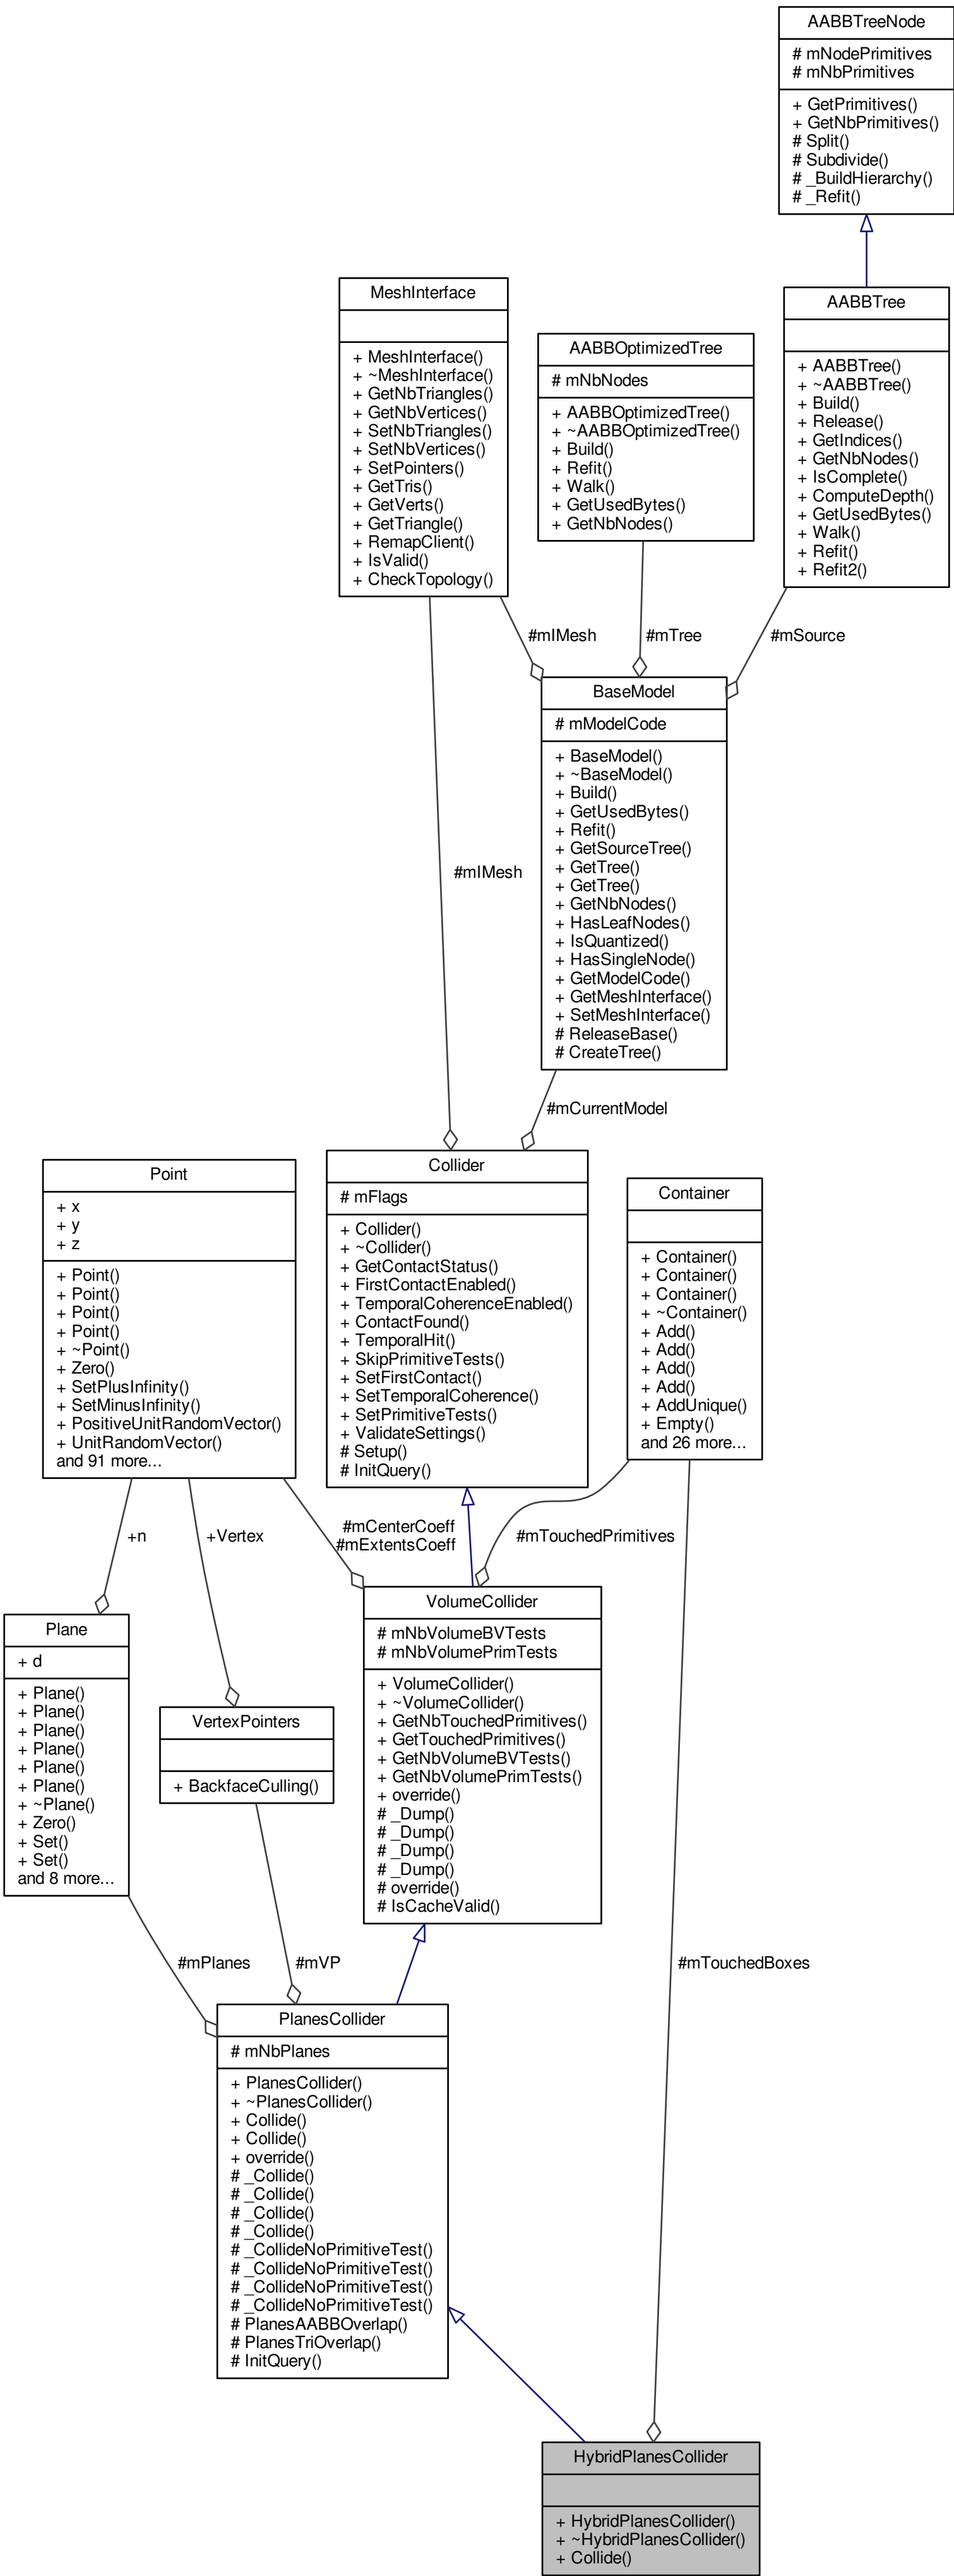 AABBTreeNode
# mNodePrimitives
# mNbPrimitives
+ GetPrimitives()
+ GetNbPrimitives()
# Split()
# Subdivide()
# _BuildHierarchy()
# _Refit()
MeshInterface
+ MeshInterface()
+ ~MeshInterface()
+ GetNbTriangles()
+ GetNbVertices()
+ SetNbTriangles()
+ SetNbVertices()
+ SetPointers()
+ GetTris()
+ GetVerts()
+ GetTriangle()
+ RemapClient()
+ IsValid()
+ CheckTopology()
AABBOptimizedTree
# mNbNodes
+ AABBOptimizedTree()
+ ~AABBOptimizedTree()
+ Build()
+ Refit()
+ Walk()
+ GetUsedBytes()
+ GetNbNodes()
AABBTree
+ AABBTree()
+ ~AABBTree()
+ Build()
+ Release()
+ GetIndices()
+ GetNbNodes()
+ IsComplete()
+ ComputeDepth()
+ GetUsedBytes()
+ Walk()
+ Refit()
+ Refit2()
#mIMesh
#mTree
#mSource
BaseModel
# mModelCode
+ BaseModel()
+ ~BaseModel()
+ Build()
+ GetUsedBytes()
+ Refit()
+ GetSourceTree()
+ GetTree()
+ GetTree()
+ GetNbNodes()
+ HasLeafNodes()
+ IsQuantized()
+ HasSingleNode()
+ GetModelCode()
+ GetMeshInterface()
+ SetMeshInterface()
# ReleaseBase()
# CreateTree()
#mIMesh
#mCurrentModel
Point
+ x
+ y
+ z
+ Point()
+ Point()
+ Point()
+ Point()
+ ~Point()
+ Zero()
+ SetPlusInfinity()
+ SetMinusInfinity()
+ PositiveUnitRandomVector()
+ UnitRandomVector()
and 91 more...
Collider
# mFlags
+ Collider()
+ ~Collider()
+ GetContactStatus()
+ FirstContactEnabled()
+ TemporalCoherenceEnabled()
+ ContactFound()
+ TemporalHit()
+ SkipPrimitiveTests()
+ SetFirstContact()
+ SetTemporalCoherence()
+ SetPrimitiveTests()
+ ValidateSettings()
# Setup()
# InitQuery()
Container
+ Container()
+ Container()
+ Container()
+ ~Container()
+ Add()
+ Add()
+ Add()
+ Add()
+ AddUnique()
+ Empty()
and 26 more...
+n
+Vertex
#mCenterCoeff
#mExtentsCoeff
#mTouchedPrimitives
Plane
+ d
+ Plane()
+ Plane()
+ Plane()
+ Plane()
+ Plane()
+ Plane()
+ ~Plane()
+ Zero()
+ Set()
+ Set()
and 8 more...
VertexPointers
+ BackfaceCulling()
VolumeCollider
# mNbVolumeBVTests
# mNbVolumePrimTests
+ VolumeCollider()
+ ~VolumeCollider()
+ GetNbTouchedPrimitives()
+ GetTouchedPrimitives()
+ GetNbVolumeBVTests()
+ GetNbVolumePrimTests()
+ override()
# _Dump()
# _Dump()
# _Dump()
# _Dump()
# override()
# IsCacheValid()
#mPlanes
#mVP
#mTouchedBoxes
PlanesCollider
# mNbPlanes
+ PlanesCollider()
+ ~PlanesCollider()
+ Collide()
+ Collide()
+ override()
# _Collide()
# _Collide()
# _Collide()
# _Collide()
# _CollideNoPrimitiveTest()
# _CollideNoPrimitiveTest()
# _CollideNoPrimitiveTest()
# _CollideNoPrimitiveTest()
# PlanesAABBOverlap()
# PlanesTriOverlap()
# InitQuery()
HybridPlanesCollider
+ HybridPlanesCollider()
+ ~HybridPlanesCollider()
+ Collide()